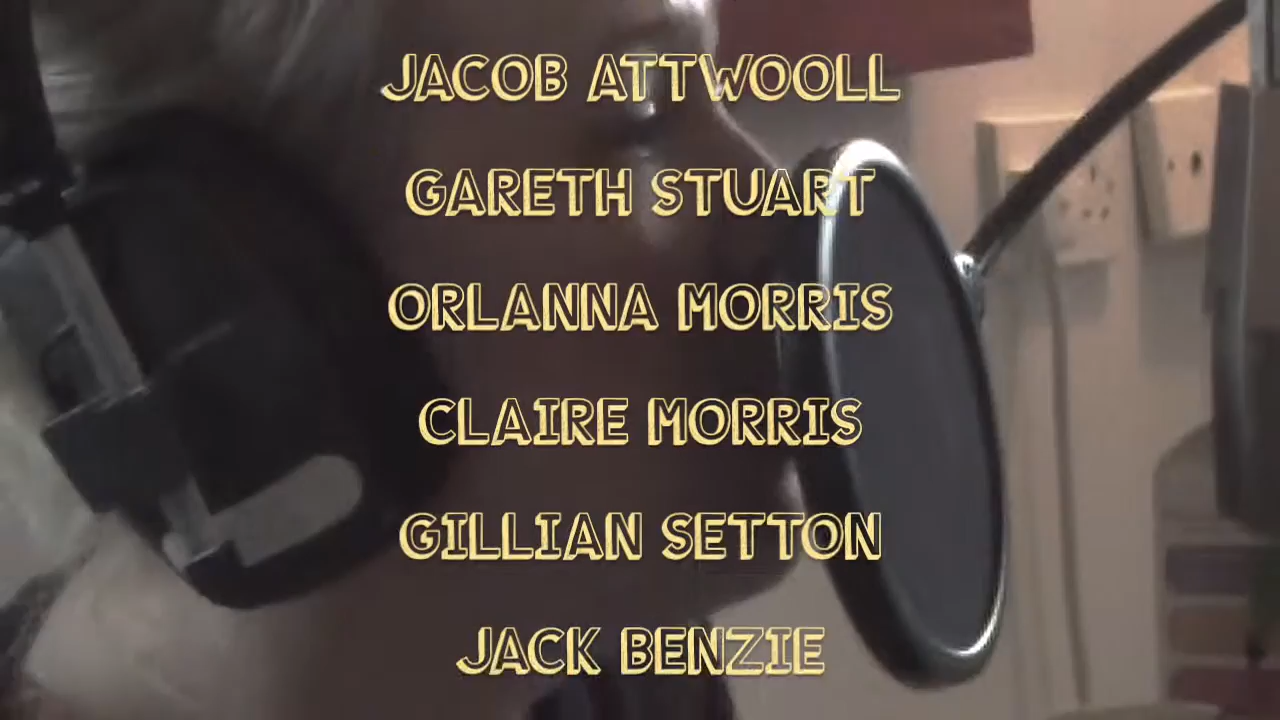 JACOB ATTWOOLL
GARETH STUART
ORLANNA MORRIS
CLAIRE MORRIS
GILLIAN SETTON
JACK BENZIE